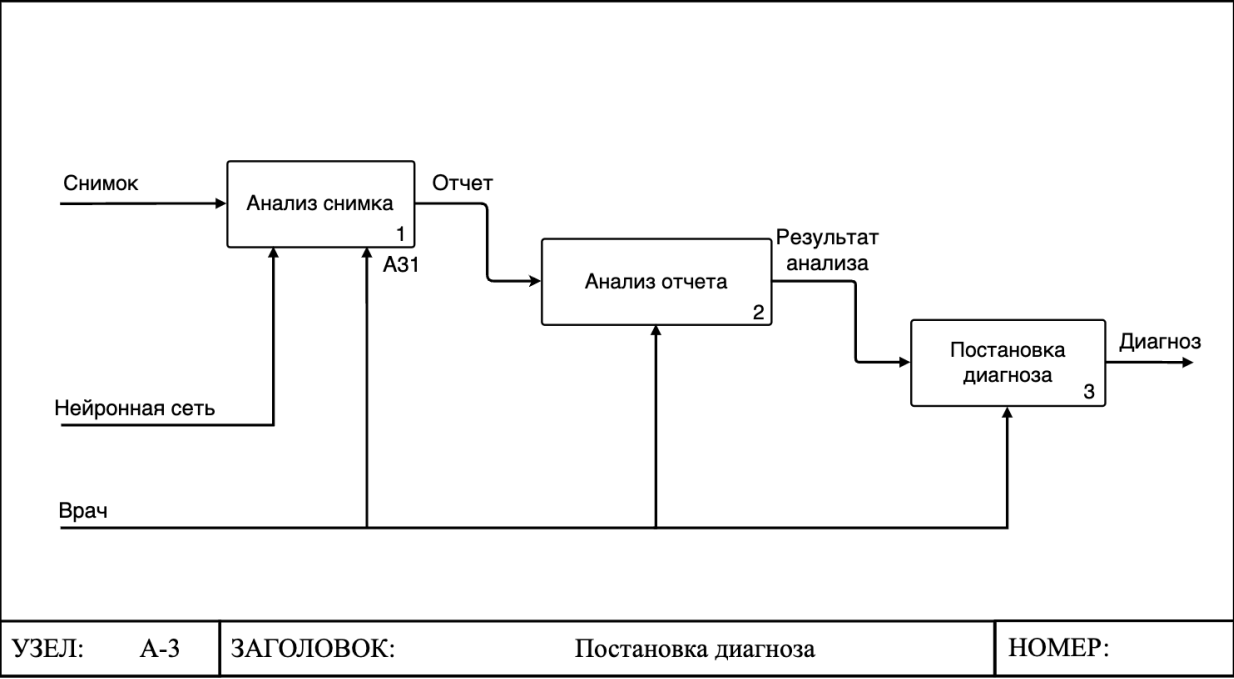 Снимок
Анализ снимка
1
А31
Отчет
Анализ отчета
2
Результат
анализа
Постановка
диагноза
3
Диагноз
Нейронная сеть
Врач
УЗЕЛ: А-3 ЗАГОЛОВОК: Постановка диагноза НОМЕР: